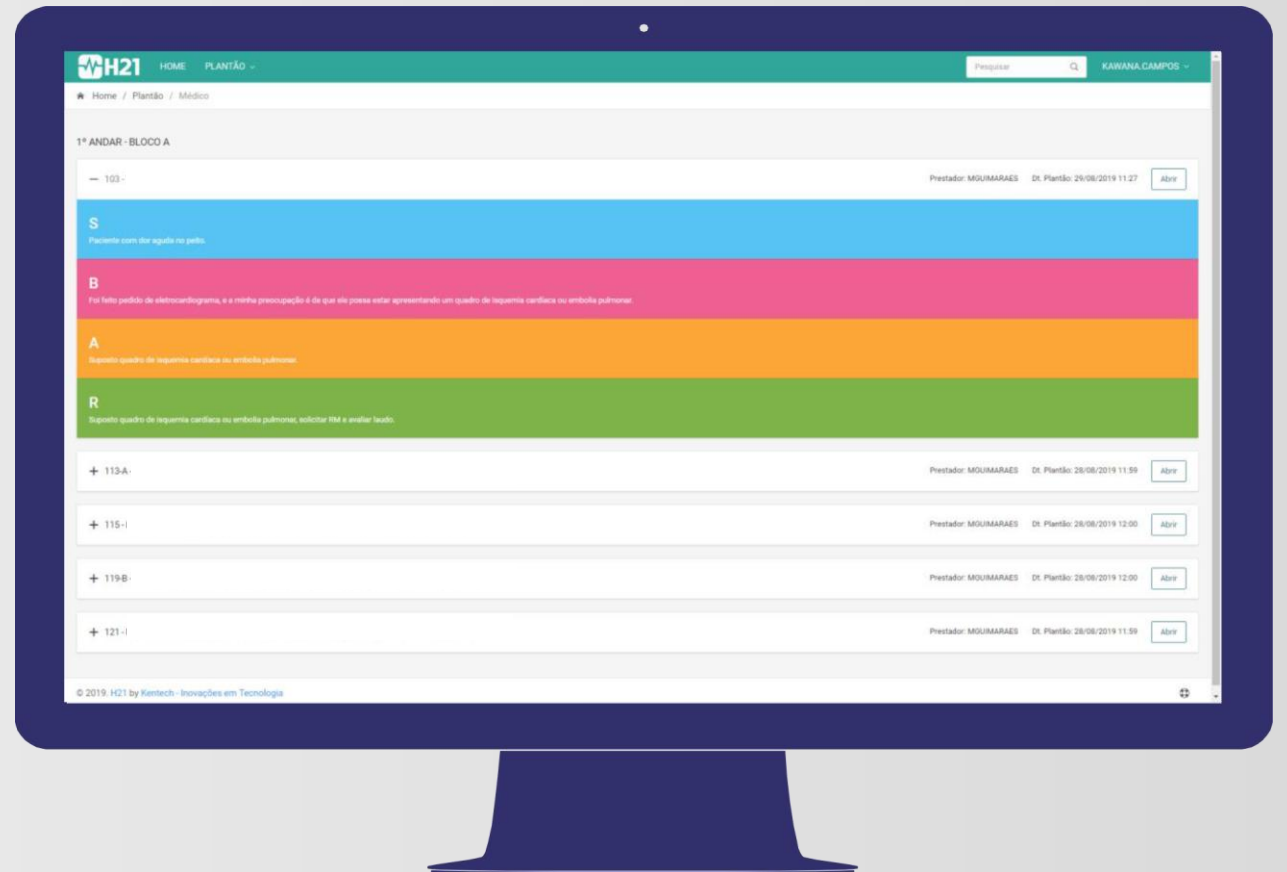 H21 HOME PLANTÃO Pesquisar KAWANA.CAMPOS
Home / Plantão / Médico
1º ANDAR - BLOCO A
— 103 - Prestador: MGUIMARAES Dt. Plantão: 29/08/2019 11:27 Abrir
S
Paciente com dor aguda no peito.
B
Foi feito pedido de eletrocardiograma, e a minha preocupação é de que ele possa estar apresentando um quadro de isquemia cardíaca ou embolia pulmonar.
A
Suposto quadro de isquemia cardíaca ou embolia pulmonar.
R
Suposto quadro de isquemia cardíaca ou embolia pulmonar, solicitar RM e avaliar laudo.
+ 113-A - Prestador: MGUIMARAES Dt. Plantão: 28/08/2019 11:59 Abrir
+ 115 - Prestador: MGUIMARAES Dt. Plantão: 28/08/2019 12:00 Abrir
+ 119-B - Prestador: MGUIMARAES Dt. Plantão: 28/08/2019 12:00 Abrir
+ 121 - Prestador: MGUIMARAES Dt. Plantão: 28/08/2019 11:59 Abrir
© 2019. H21 by Kentech - Inovações em Tecnologia